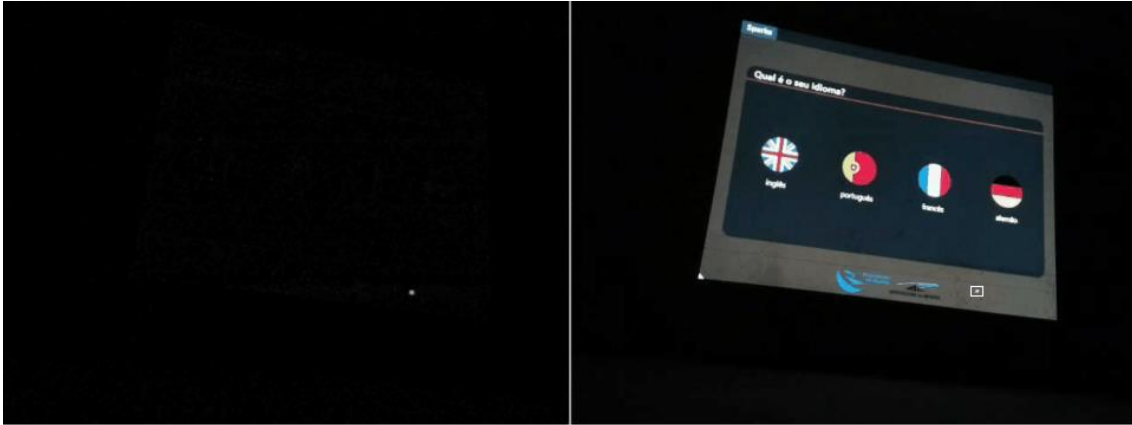 Sparks
Qual é o seu idioma?
inglês
português
francês
alemão